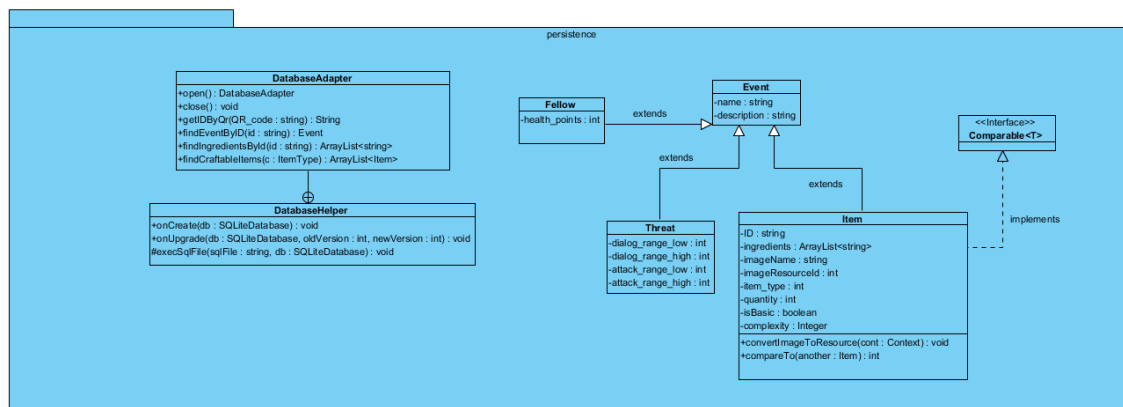 persistence
DatabaseAdapter
+open() : DatabaseAdapter
+close() : void
+getIDByQr(QR_code : string) : String
+findEventByID(id : string) : Event
+findIngredientsById(id : string) : ArrayList<string>
+findCraftableItems(c : ItemType) : ArrayList<Item>
DatabaseHelper
+onCreate(db : SQLiteDatabase) : void
+onUpgrade(db : SQLiteDatabase, oldVersion : int, newVersion : int) : void
#execSqlFile(sqlFile : string, db : SQLiteDatabase) : void
Fellow
-health_points : int
extends
Event
-name : string
-description : string
<<Interface>>
Comparable<T>
extends
extends
implements
Threat
-dialog_range_low : int
-dialog_range_high : int
-attack_range_low : int
-attack_range_high : int
Item
-ID : string
-ingredients : ArrayList<string>
-imageName : string
-imageResourceId : int
-item_type : int
-quantity : int
-isBasic : boolean
-complexity : Integer
+convertImageToResource(cont : Context) : void
+compareTo(another : Item) : int